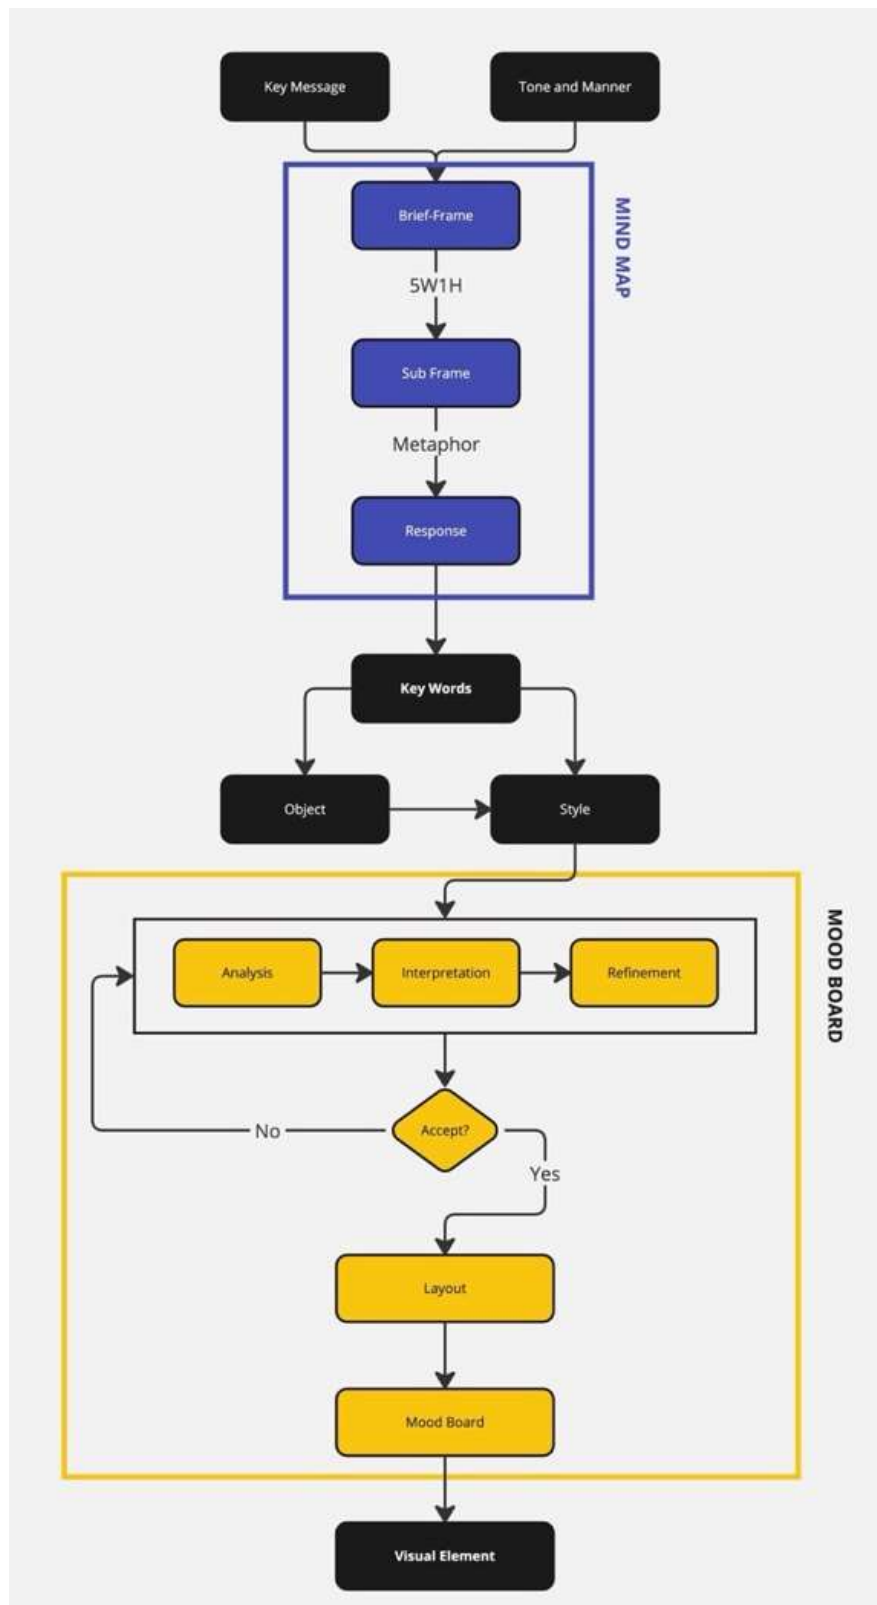 Key Message
Tone and Manner
MIND MAP
Brief-Frame
5W1H
Sub Frame
Metaphor
Response
Key Words
Object
Style
MOOD BOARD
Analysis
Interpretation
Refinement
Accept?
No
Yes
Layout
Mood Board
Visual Element